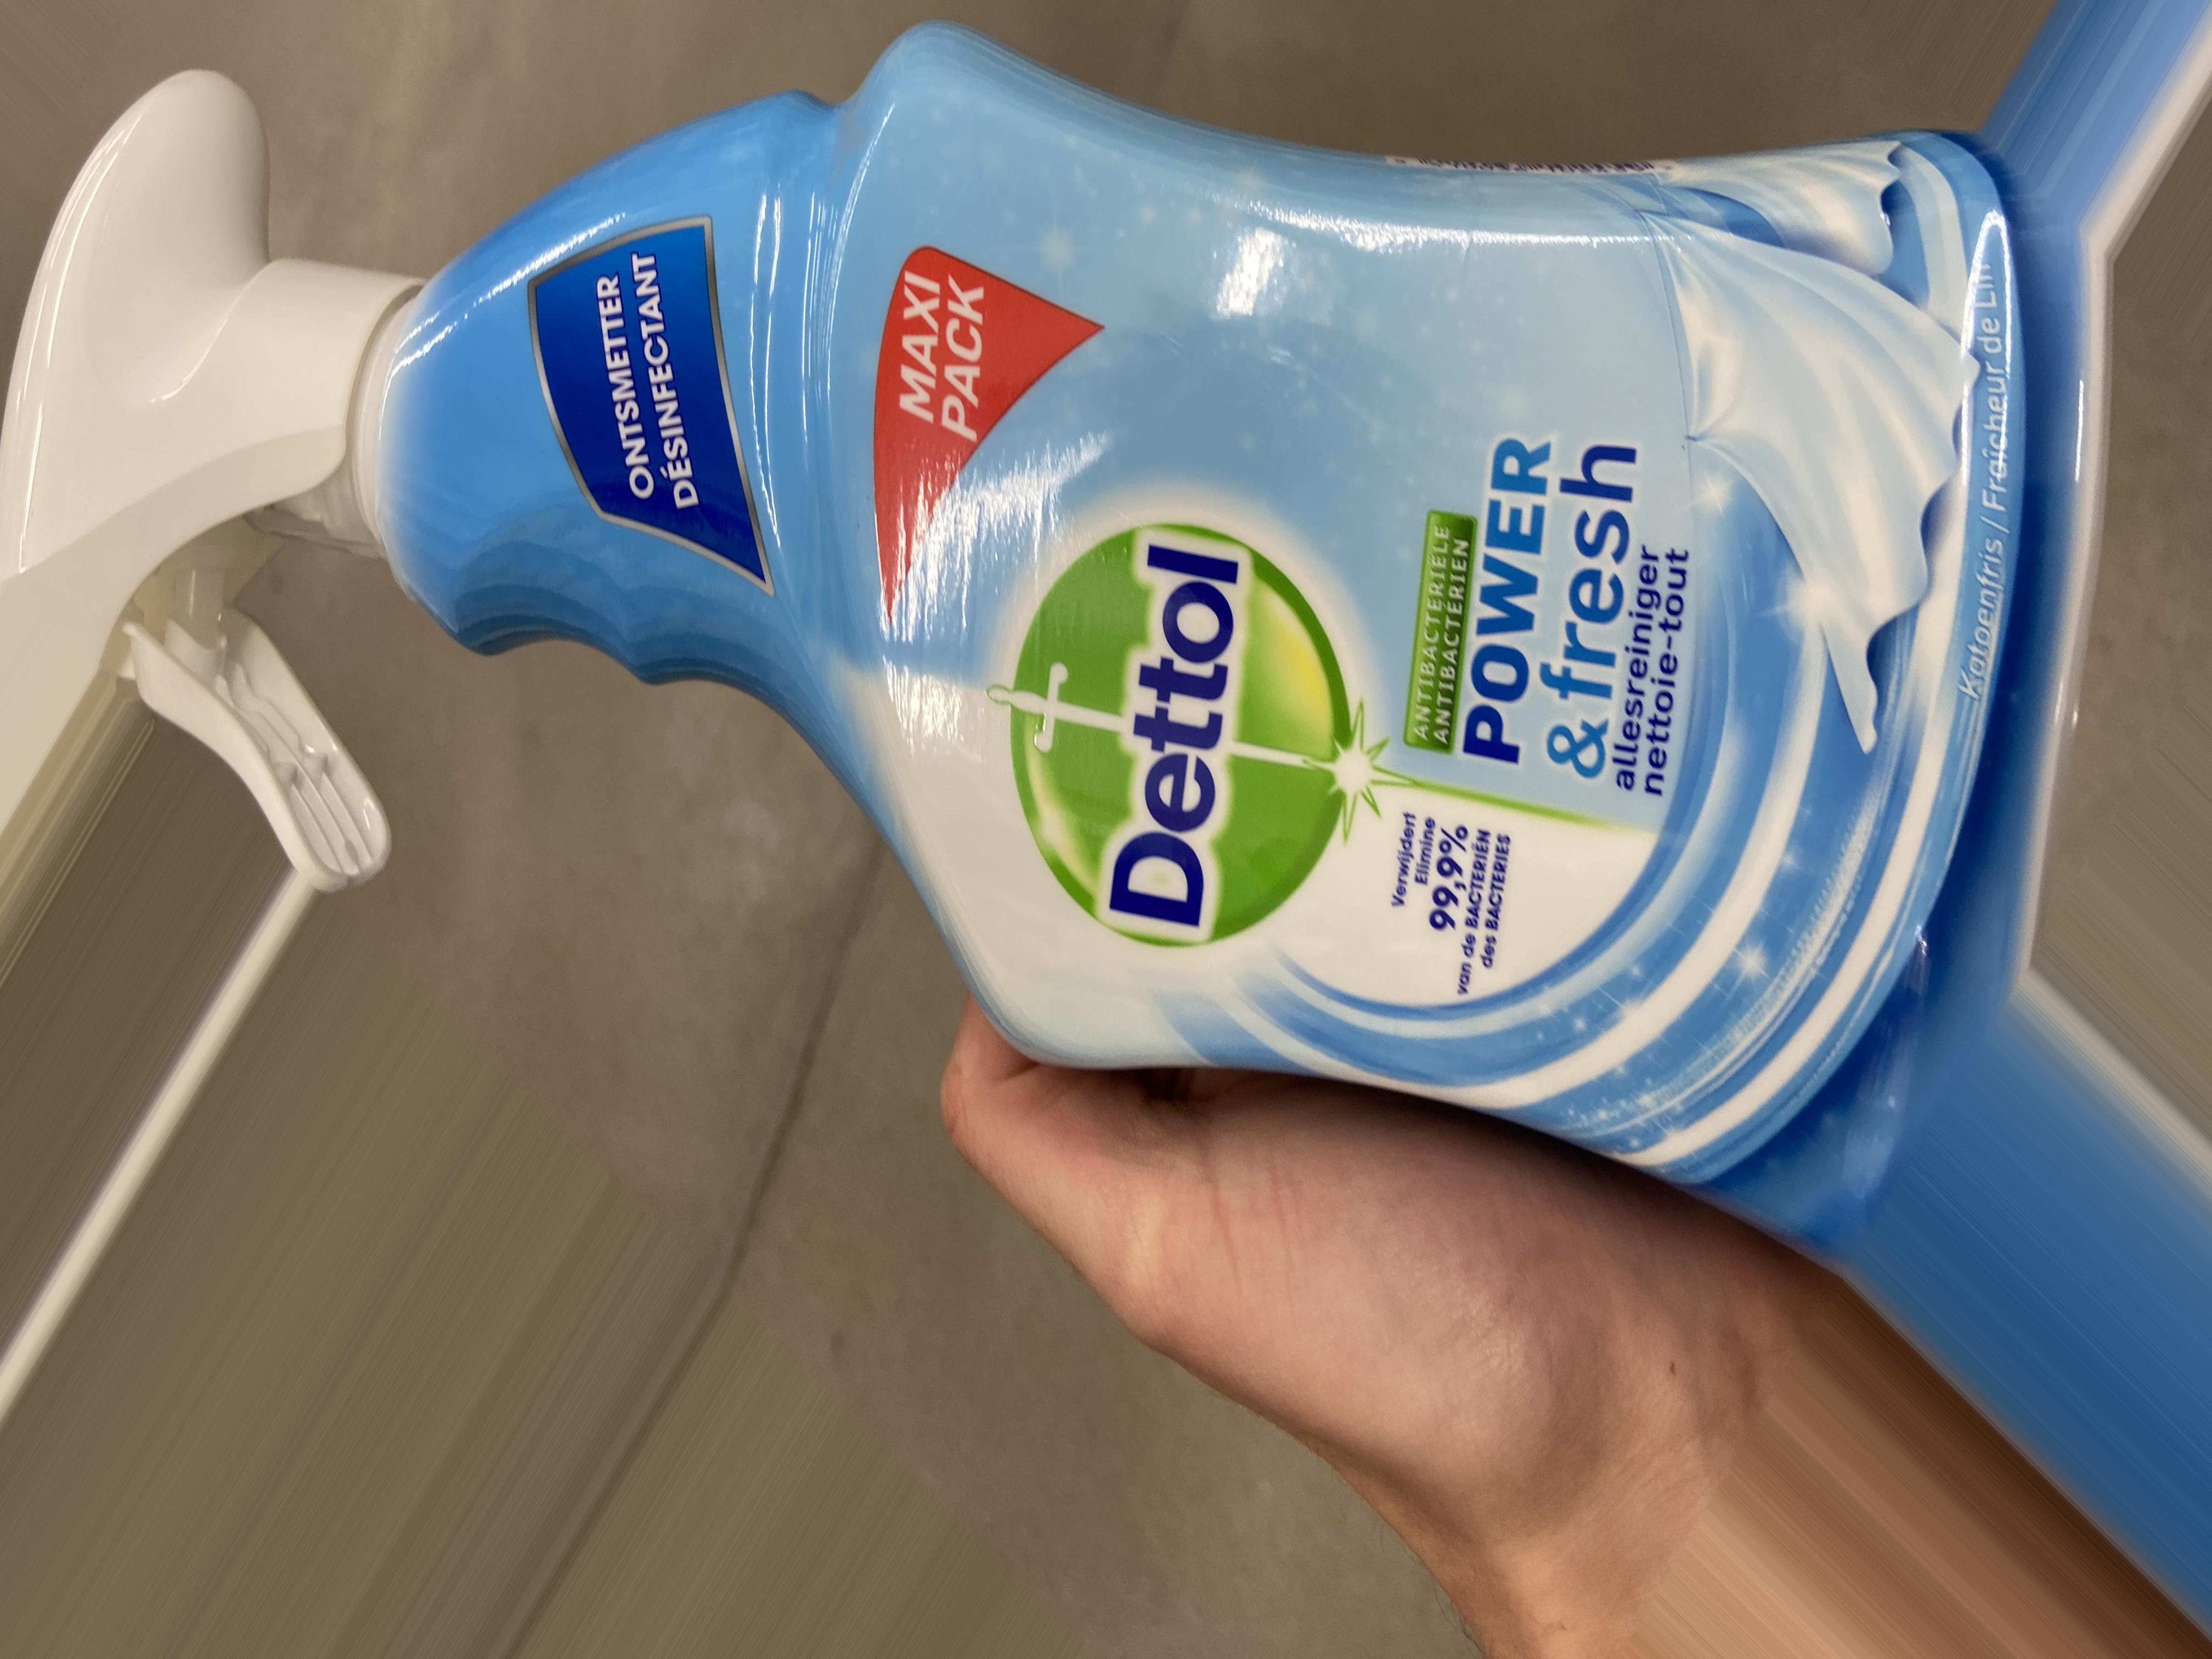 ONTSMETTER
DÉSINFECTANT
MAXI
PACK
Dettol
ANTIBACTERIËLE
ANTIBACTÉRIEN
POWER
&fresh
allesreiniger
nettoie-tout
Verwijdert
Elimine
99,9%
van de BACTERIËN
des BACTERIES
Katoenfris / Fraîcheur de Lin